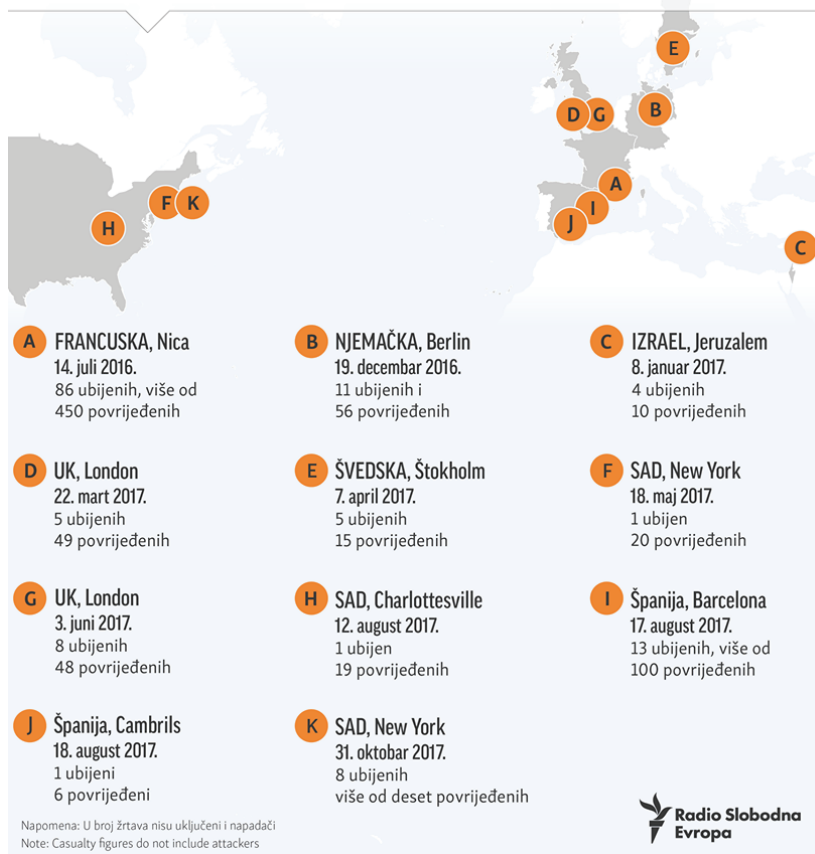 E
D
G
B
A
F
K
I
H
J
C
A
FRANCUSKA, Nica
14. juli 2016.
86 ubijenih, više od
450 povrijeđenih
B
NJEMAČKA, Berlin
19. decembar 2016.
11 ubijenih i
56 povrijeđenih
C
IZRAEL, Jeruzalem
8. januar 2017.
4 ubijenih
10 povrijeđenih
D
UK, London
22. mart 2017.
5 ubijenih
49 povrijeđenih
E
ŠVEDSKA, Štokholm
7. april 2017.
5 ubijenih
15 povrijeđenih
F
SAD, New York
18. maj 2017.
1 ubijen
20 povrijeđenih
G
UK, London
3. juni 2017.
8 ubijenih
48 povrijeđenih
H
SAD, Charlottesville
12. august 2017.
1 ubijen
19 povrijeđenih
I
Španija, Barcelona
17. august 2017.
13 ubijenih, više od
100 povrijeđenih
J
Španija, Cambrils
18. august 2017.
1 ubijeni
6 povrijeđeni
K
SAD, New York
31. oktobar 2017.
8 ubijenih
više od deset povrijeđenih
Napomena: U broj žrtava nisu uključeni i napadači
Note: Casualty figures do not include attackers
Radio Slobodna
Evropa